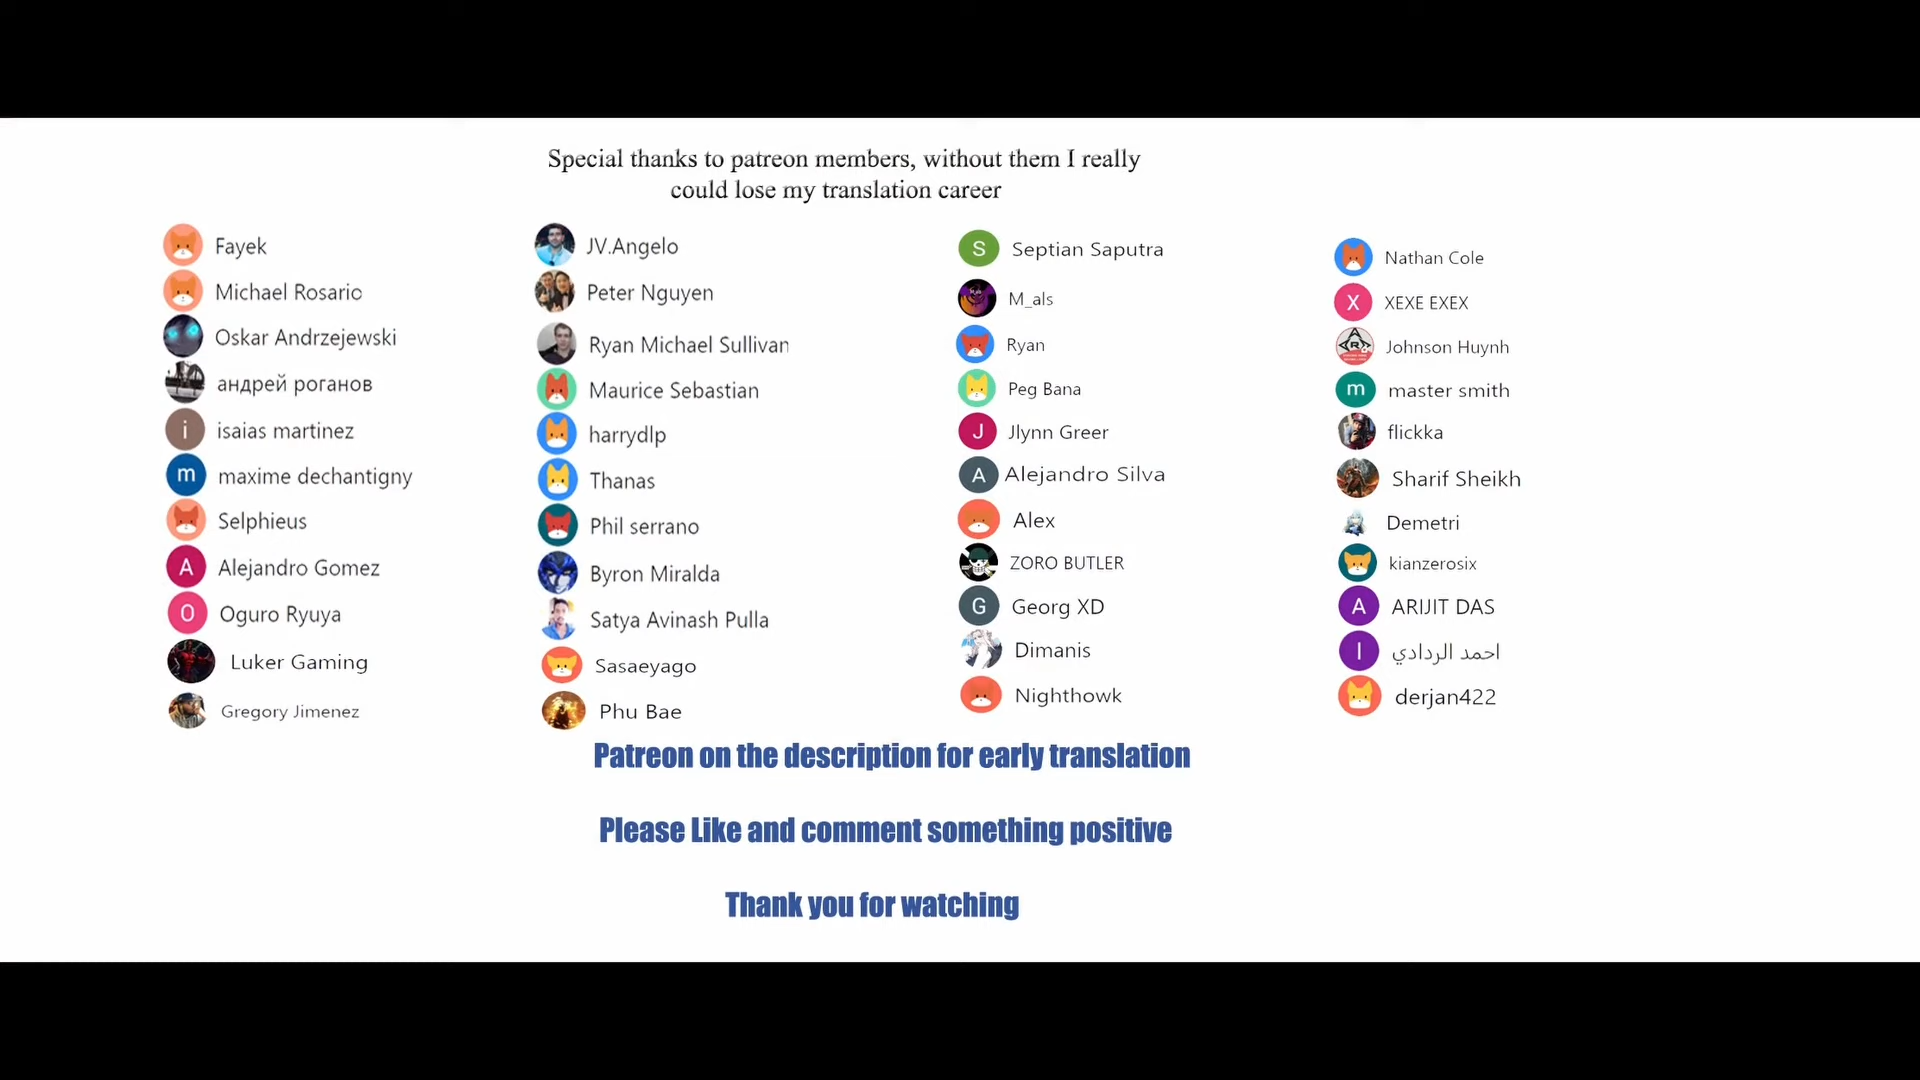 Special thanks to patreon members, without them I really
could lose my translation career
Fayek
Michael Rosario
Oskar Andrzejewski
андрей роганов
i
isaias martinez
m
maxime dechantigny
Selphieus
A
Alejandro Gomez
O
Oguro Ryuya
Luker Gaming
Gregory Jimenez
JV.Angelo
Peter Nguyen
Ryan Michael Sullivan
Maurice Sebastian
harrydlp
Thanas
Phil serrano
Byron Miralda
Satya Avinash Pulla
Sasaeyago
Phu Bae
S
Septian Saputra
M_als
Ryan
Peg Bana
J
Jlynn Greer
A
Alejandro Silva
Alex
ZORO BUTLER
G
Georg XD
Dimanis
Nighthowk
Nathan Cole
X
XEXE EXEX
Johnson Huynh
m
master smith
flickka
Sharif Sheikh
Demetri
kianzerosix
A
ARIJIT DAS
I
احمد الردادي
derjan422
Patreon on the description for early translation
Please Like and comment something positive
Thank you for watching